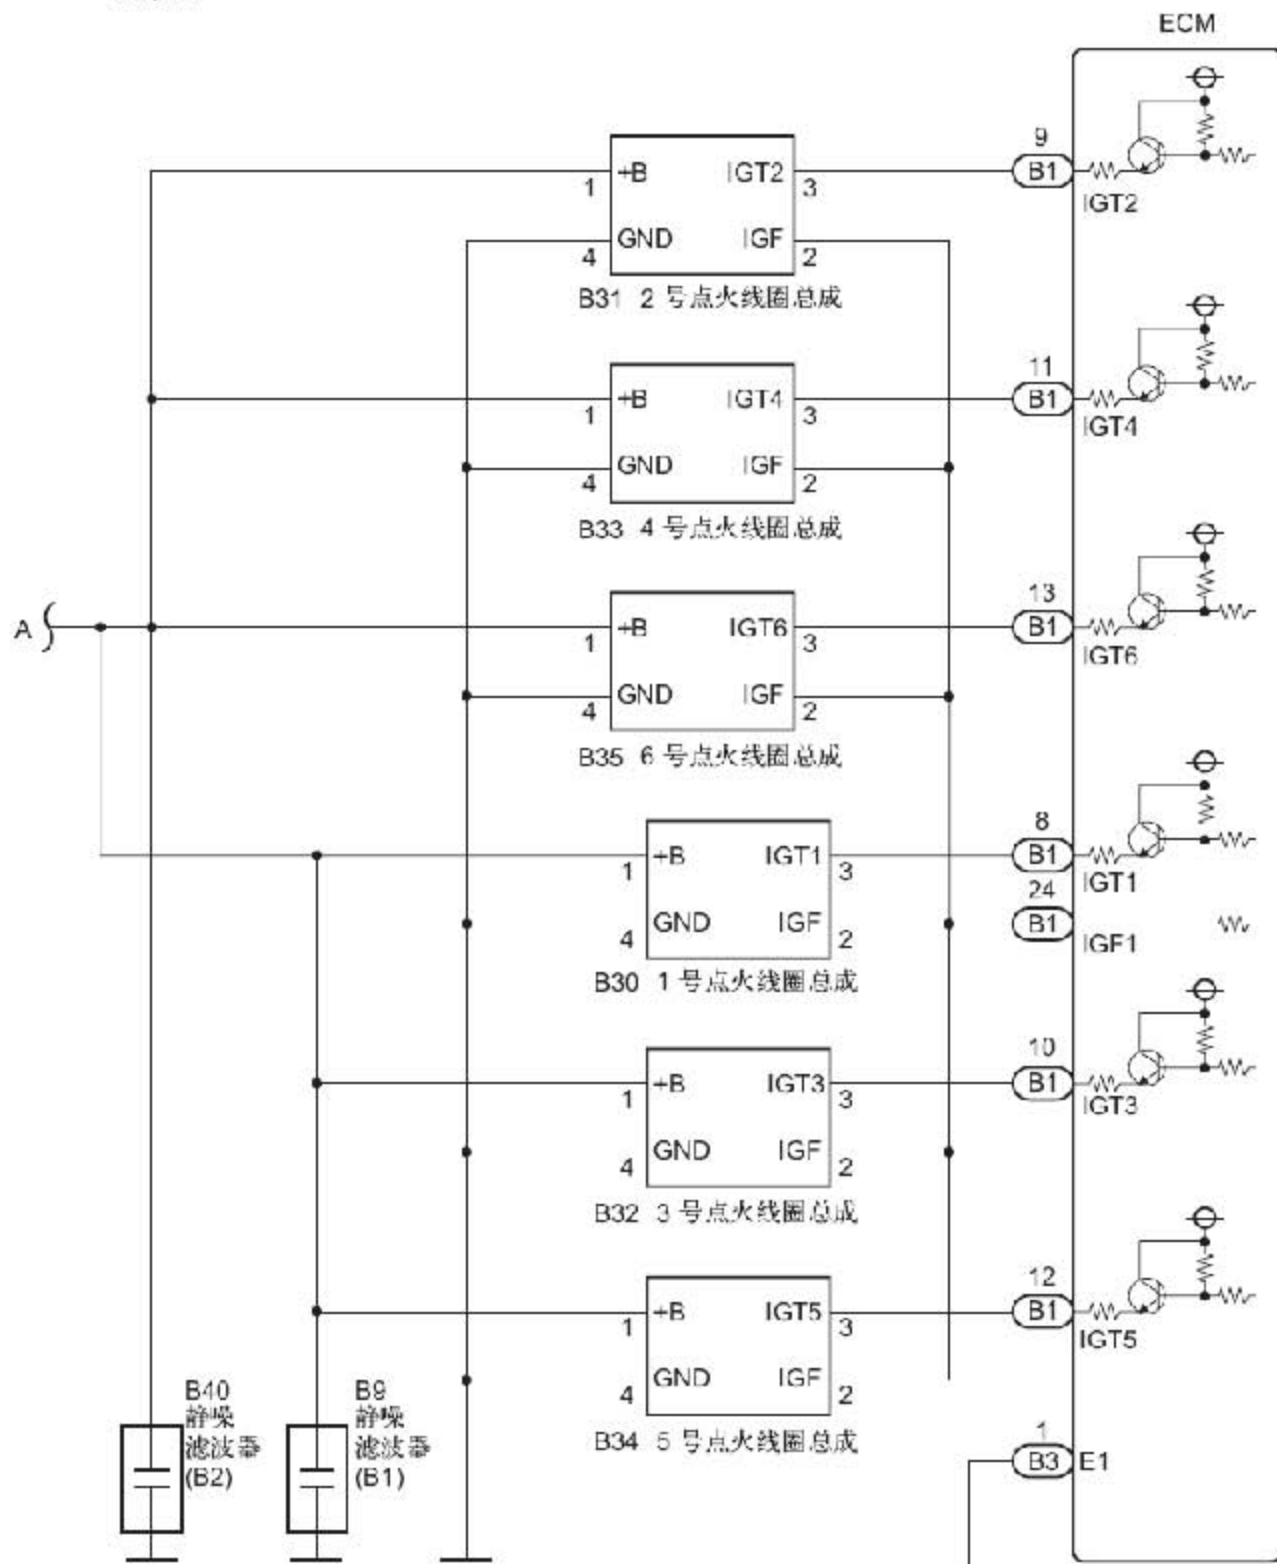 ECM
9
1 +B IGT2 3 B1
IGT2
4 GND IGF 2
B31 2 号点火线圈总成
11
1 +B IGT4 3 B1
IGT4
4 GND IGF 2
B33 4 号点火线圈总成
13
A 1 +B IGT6 3 B1
IGT6
4 GND IGF 2
B35 6 号点火线圈总成
8
1 +B IGT1 3 B1
IGT1
24
4 GND IGF 2 B1
IGF1
B30 1 号点火线圈总成
10
1 +B IGT3 3 B1
IGT3
4 GND IGF 2
B32 3 号点火线圈总成
12
1 +B IGT5 3 B1
IGT5
4 GND IGF 2
B34 5 号点火线圈总成
B40
静噪
滤波器
(B2)
B9
静噪
滤波器
(B1)
1
B3 E1